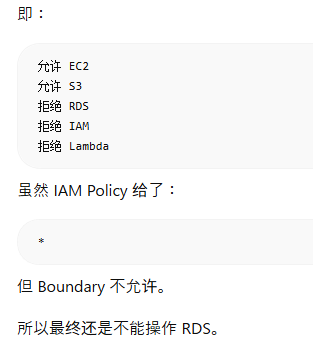 即：
允许 EC2
允许 S3
拒绝 RDS
拒绝 IAM
拒绝 Lambda
虽然 IAM Policy 给了：
*
但 Boundary 不允许。
所以最终还是不能操作 RDS。